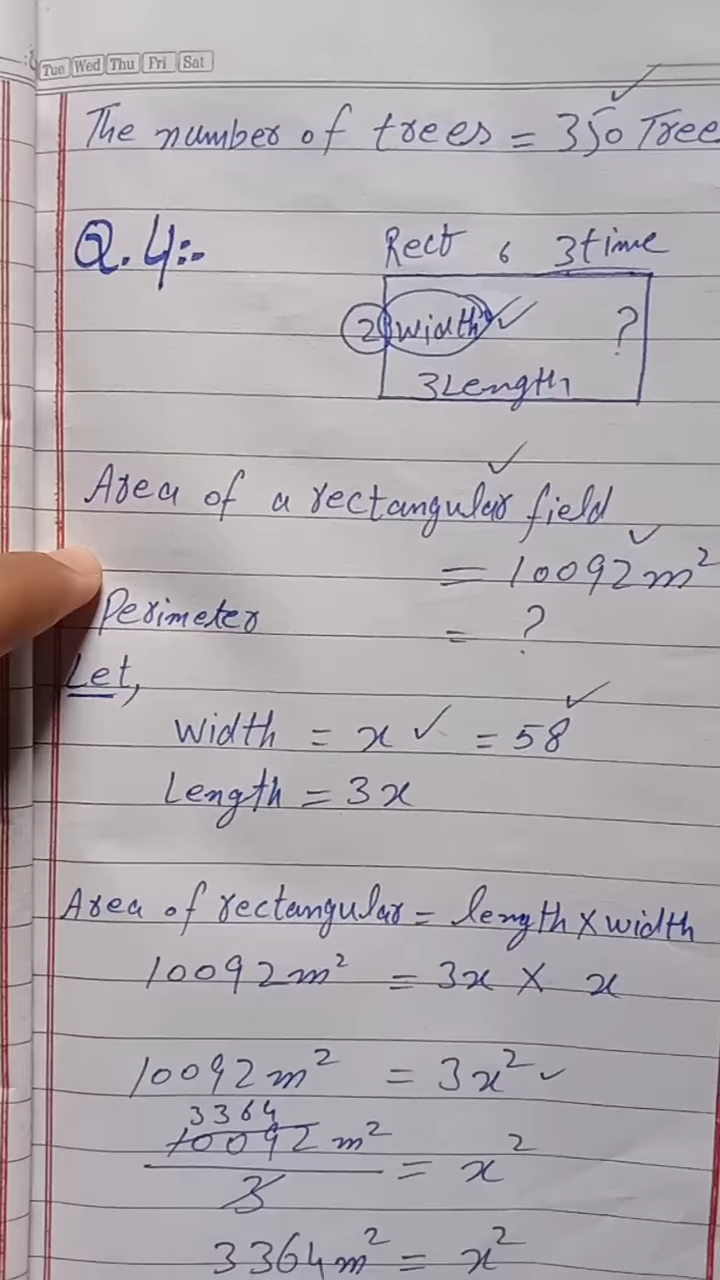 Tue Wed Thu Fri Sat
The number of trees = 350 Tree
Q.4:-
Rect 6 3time
2 width ?
3Length
Area of a rectangular field
= 10092m²
Perimeter = ?
Let,
width = x = 58
Length = 3x
Area of rectangular = length x width
10092m² = 3x X x
10092m² = 3x²
3364
10092m²
3
= x²
3364m² = x²